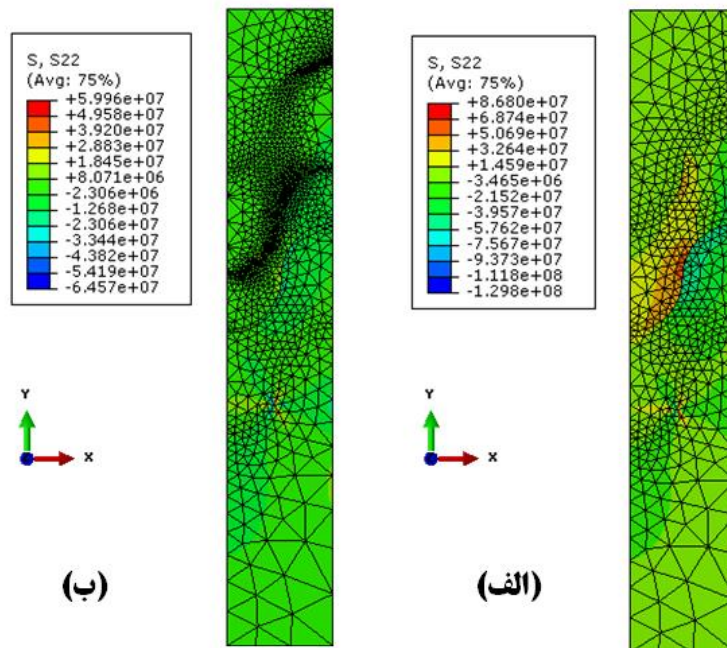 S, S22
(Avg: 75%)
+5.996e+07
+4.958e+07
+3.920e+07
+2.883e+07
+1.845e+07
+8.071e+06
-2.306e+06
-1.268e+07
-2.306e+07
-3.344e+07
-4.382e+07
-5.419e+07
-6.457e+07
Y
X
(ب)
S, S22
(Avg: 75%)
+8.680e+07
+6.874e+07
+5.069e+07
+3.264e+07
+1.459e+07
-3.465e+06
-2.152e+07
-3.957e+07
-5.762e+07
-7.567e+07
-9.373e+07
-1.118e+08
-1.298e+08
Y
X
(الف)